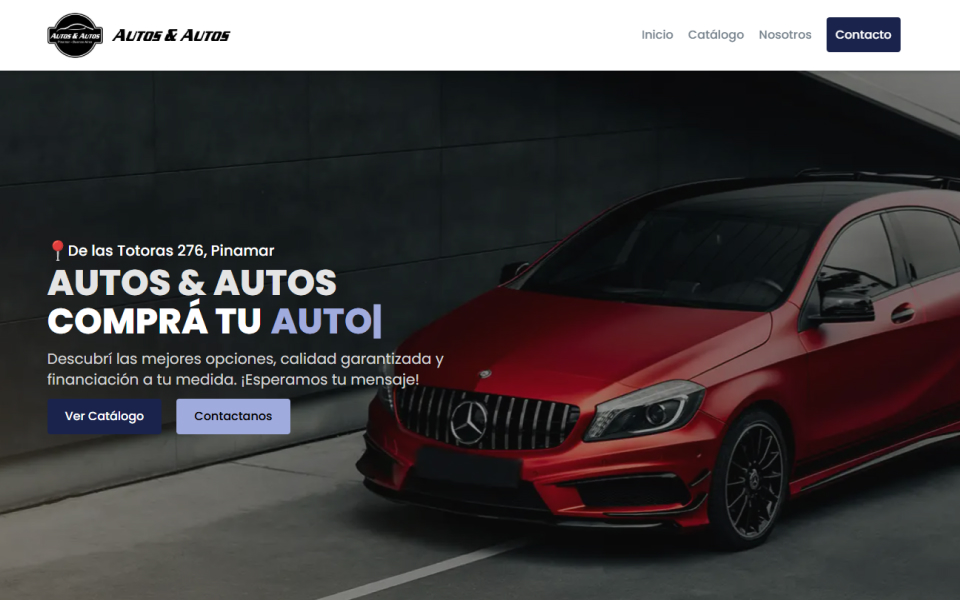 AUTOS & AUTOS
AUTOS & AUTOS
Inicio
Catálogo
Nosotros
Contacto
📍De las Totoras 276, Pinamar
AUTOS & AUTOS
COMPRÁ TU AUTO|
Descubrí las mejores opciones, calidad garantizada y
financiación a tu medida. ¡Esperamos tu mensaje!
Ver Catálogo
Contactanos